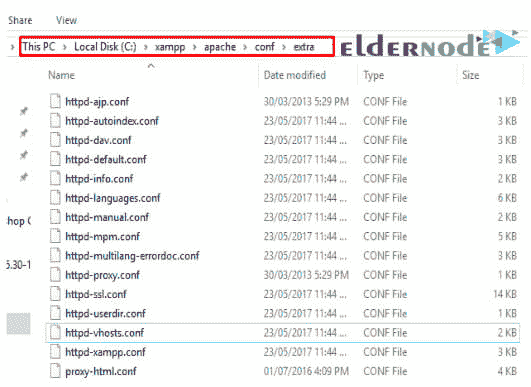 Share View
This PC Local Disk (C:) xampp apache conf extra
ELDERNODE
Name Date modified Type Size
httpd-ajp.conf 30/03/2013 5:29 PM CONF File 1 KB
httpd-autoindex.conf 23/05/2017 11:44 ... CONF File 3 KB
httpd-dav.conf 23/05/2017 11:44 ... CONF File 3 KB
httpd-default.conf 23/05/2017 11:44 ... CONF File 3 KB
httpd-info.conf 23/05/2017 11:44 ... CONF File 2 KB
httpd-languages.conf 23/05/2017 11:44 ... CONF File 6 KB
httpd-manual.conf 23/05/2017 11:44 ... CONF File 2 KB
shop C httpd-mpm.conf 23/05/2017 11:44 ... CONF File 5 KB
httpd-multilang-errordoc.conf 23/05/2017 11:44 ... CONF File 3 KB
5.30-1 httpd-proxy.conf 30/03/2013 5:29 PM CONF File 1 KB
httpd-ssl.conf 23/05/2017 11:44 ... CONF File 14 KB
httpd-userdir.conf 23/05/2017 11:44 ... CONF File 1 KB
httpd-vhosts.conf 23/05/2017 11:44 ... CONF File 2 KB
httpd-xampp.conf 23/05/2017 11:44 ... CONF File 3 KB
proxy-html.conf 01/07/2016 4:09 PM CONF File 4 KB